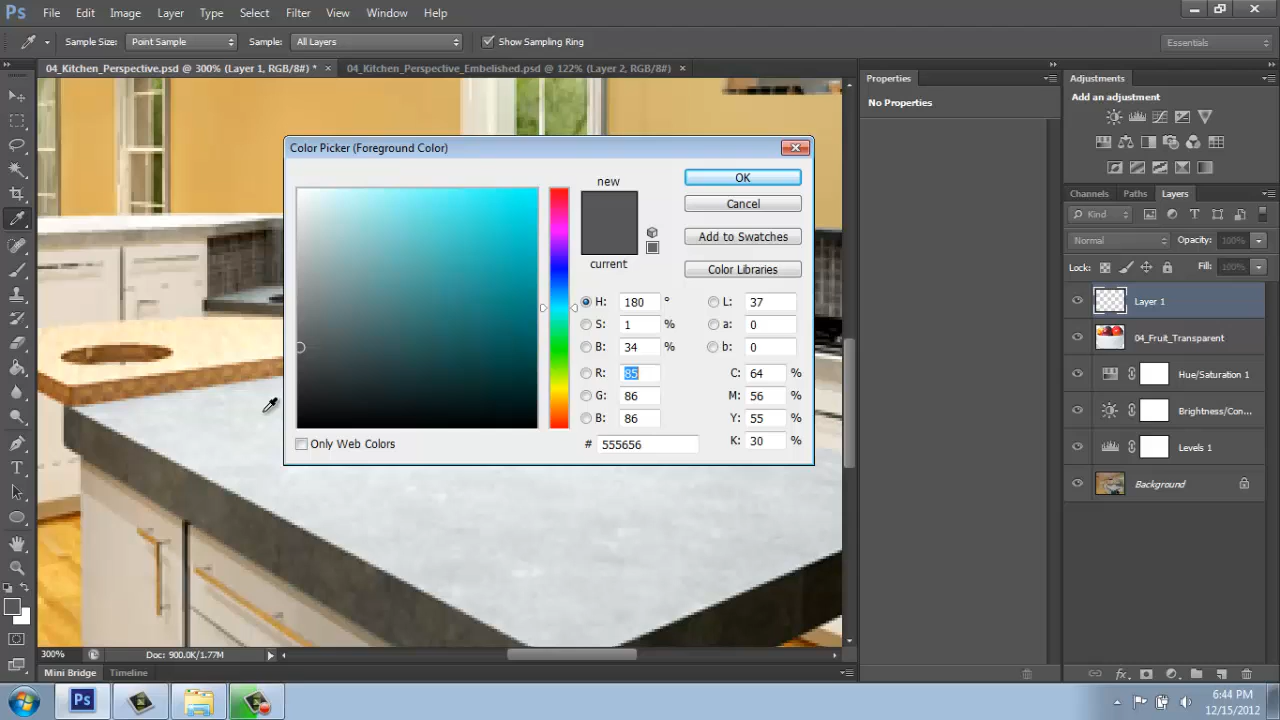 Ps File Edit Image Layer Type Select Filter View Window Help
Sample Size: Point Sample Sample: All Layers Show Sampling Ring Essentials
04_Kitchen_Perspective.psd @ 300% (Layer 1, RGB/8#) * × 04_Kitchen_Perspective_Embelished.psd @ 122% (Layer 2, RGB/8#) ×
Properties
No Properties
Adjustments
Add an adjustment
Color Picker (Foreground Color)
new
current
OK
Cancel
Add to Swatches
Color Libraries
H: 180 ° L: 37
S: 1 % a: 0
B: 34 % b: 0
R: 85 C: 64 %
G: 86 M: 56 %
B: 86 Y: 55 %
# 555656 K: 30 %
Only Web Colors
Channels Paths Layers
Kind
Normal Opacity: 100%
Lock: Fill: 100%
Layer 1
04_Fruit_Transparent
Hue/Saturation 1
Brightness/Con...
Levels 1
Background
300% Doc: 900.0K/1.77M
Mini Bridge Timeline
Ps
6:44 PM
12/15/2012